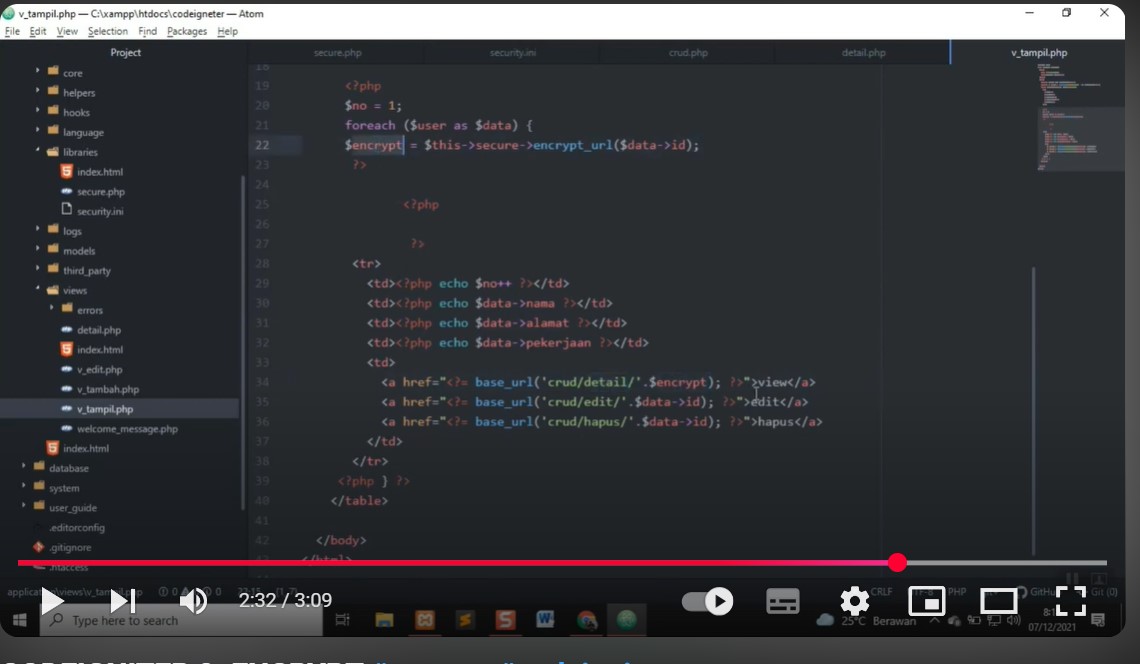 v_tampil.php — C:\xampp\htdocs\codeigneter — Atom
File Edit View Selection Find Packages Help
Project
secure.php security.ini crud.php detail.php v_tampil.php
core
helpers
hooks
language
libraries
index.html
secure.php
security.ini
logs
models
third_party
views
errors
detail.php
index.html
v_edit.php
v_tambah.php
v_tampil.php
welcome_message.php
index.html
database
system
user_guide
.editorconfig
.gitignore
.htaccess
18
19 <?php
20 $no = 1;
21 foreach ($user as $data) {
22 $encrypt = $this->secure->encrypt_url($data->id);
23 ?>
24
25 <?php
26
27 ?>
28 <tr>
29 <td><?php echo $no++ ?></td>
30 <td><?php echo $data->nama ?></td>
31 <td><?php echo $data->alamat ?></td>
32 <td><?php echo $data->pekerjaan ?></td>
33 <td>
34 <a href="<?= base_url('crud/detail/'.$encrypt); ?>">view</a>
35 <a href="<?= base_url('crud/edit/'.$data->id); ?>">edit</a>
36 <a href="<?= base_url('crud/hapus/'.$data->id); ?>">hapus</a>
37 </td>
38 </tr>
39 <?php } ?>
40 </table>
41
42 </body>
43 </html>
CRLF UTF-8 PHP GitHub Git (0)
2:32 / 3:09
Type here to search
25°C Berawan
07/12/2021